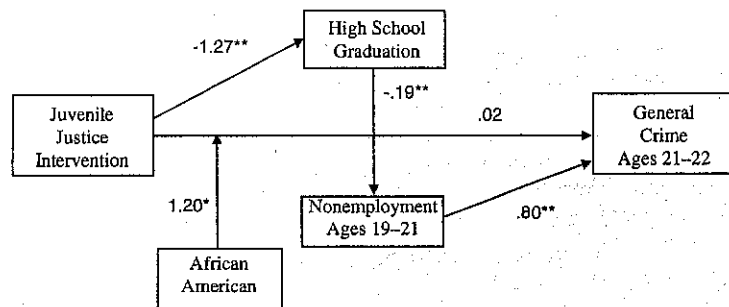 High School
Graduation
-1.27**
-.19**
Juvenile
Justice
Intervention
.02
General
Crime
Ages 21–22
1.20*
Nonemployment
Ages 19–21
.80**
African
American